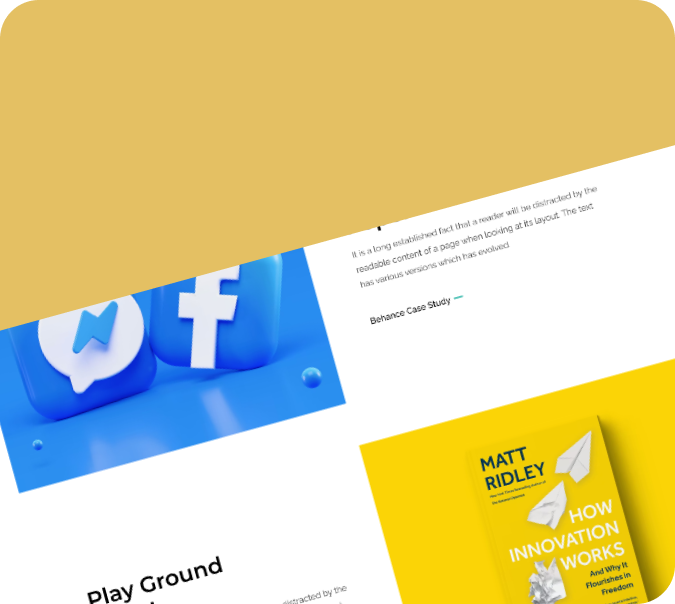 It is a long established fact that a reader will be distracted by the
readable content of a page when looking at its layout. The text
has various versions which has evolved
Behance Case Study
MATT
RIDLEY
HOW
INNOVATION
WORKS
And Why It
Flourishes in
Freedom
Play Ground
distracted by the